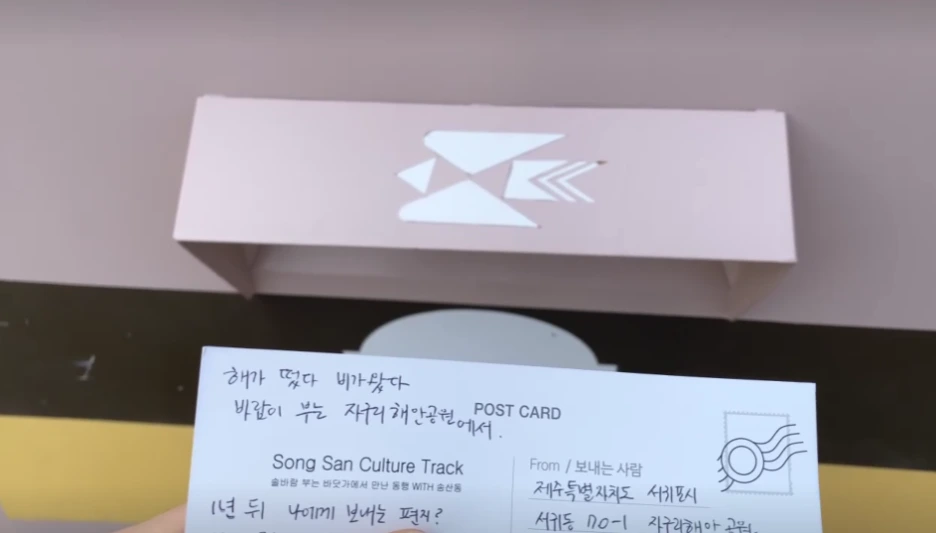 해가 떴다 비가 왔다
바람이 부는 자구리 해안공원에서.
POST CARD
Song San Culture Track
솔바람 부는 바닷가에서 만난 동행 WITH 송산동
1년 뒤 나에게 보내는 편지?
From / 보내는 사람
제주특별자치도 서귀포시
서귀동 70-1 자구리해안공원.